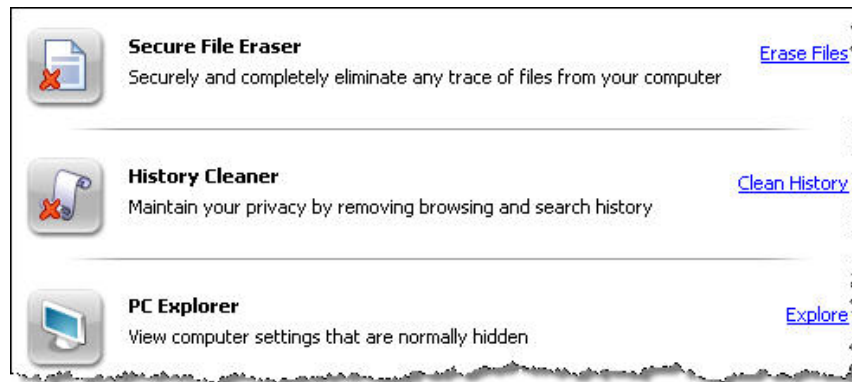 Secure File Eraser
Erase Files
Securely and completely eliminate any trace of files from your computer
History Cleaner
Clean History
Maintain your privacy by removing browsing and search history
PC Explorer
Explore
View computer settings that are normally hidden